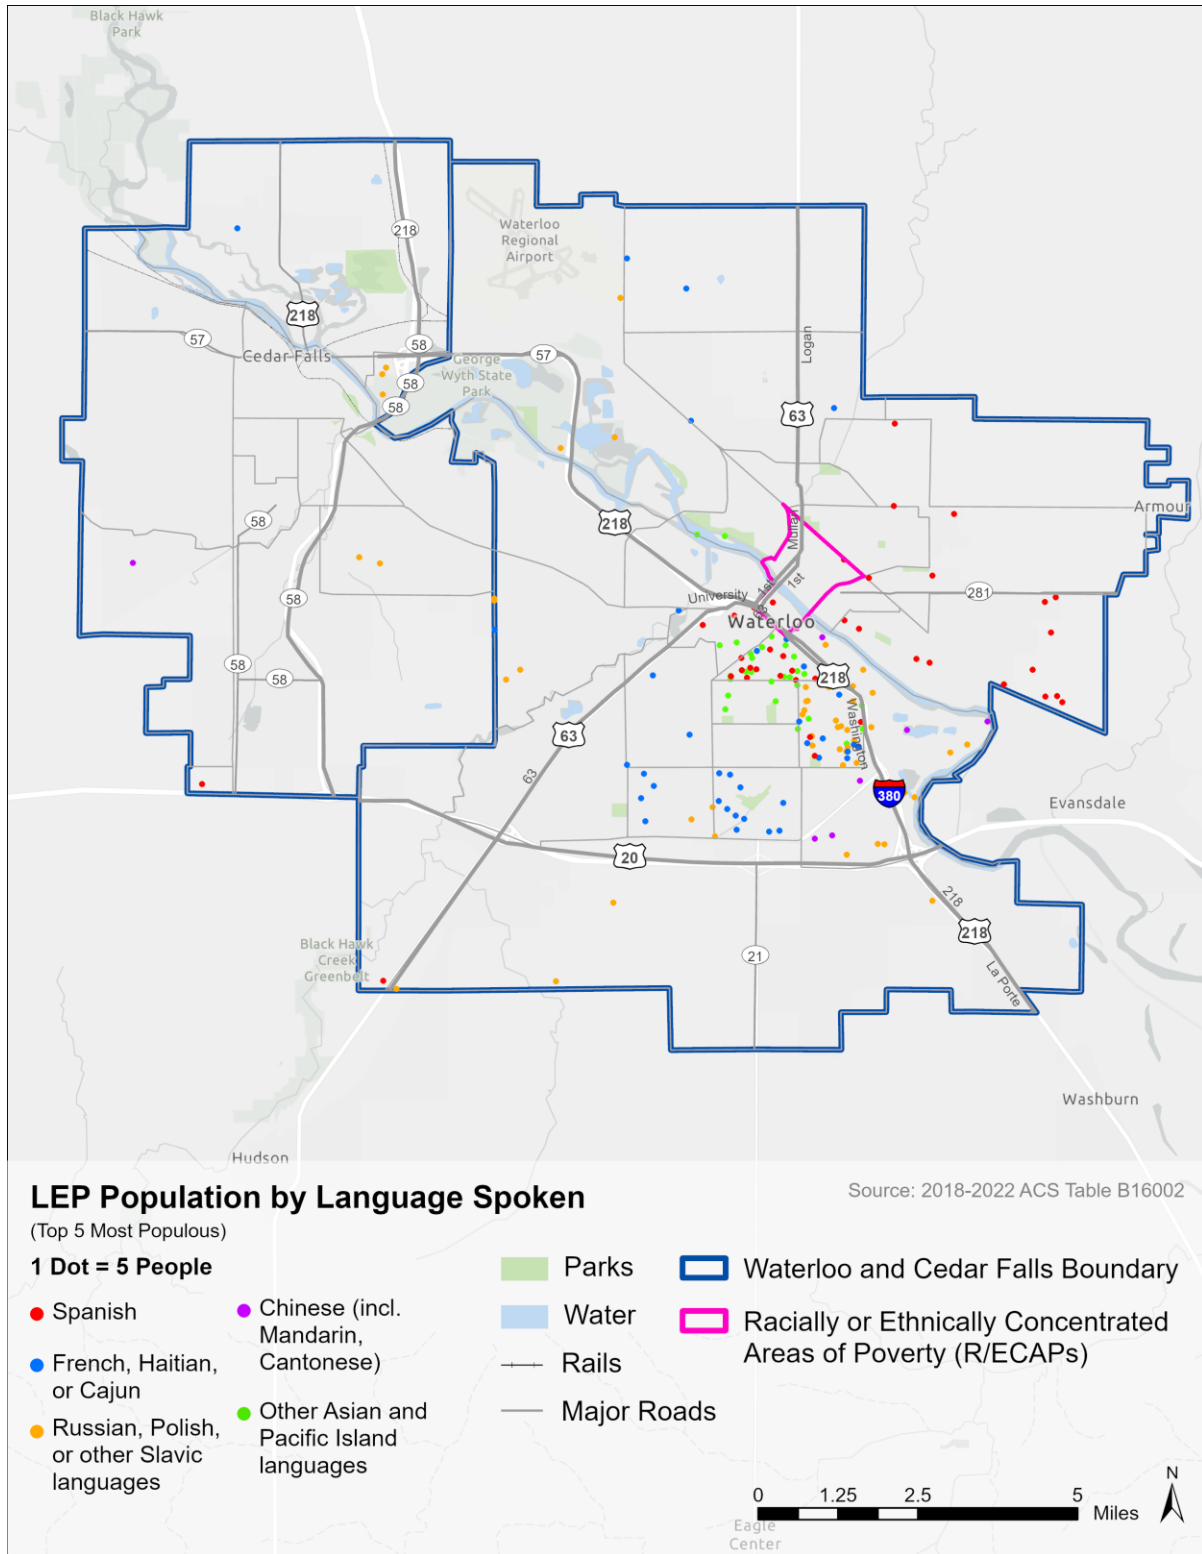 Black Hawk
Park
218
Waterloo
Regional
Airport
218
57
Cedar Falls
58
57
George
Wyth State
Park
58
58
Logan
63
Armour
58
218
Mullan
58
University
1st
1st
281
63
Waterloo
58
58
218
Washington
63
63
380
Evansdale
20
218
218
21
La Porte
Black Hawk
Creek
Greenbelt
Washburn
Hudson
LEP Population by Language Spoken
Source: 2018-2022 ACS Table B16002
(Top 5 Most Populous)
1 Dot = 5 People
Spanish
French, Haitian,
or Cajun
Russian, Polish,
or other Slavic
languages
Chinese (incl.
Mandarin,
Cantonese)
Other Asian and
Pacific Island
languages
Parks
Water
Rails
Major Roads
Waterloo and Cedar Falls Boundary
Racially or Ethnically Concentrated
Areas of Poverty (R/ECAPs)
0 1.25 2.5 5 Miles
N
Eagle
Center